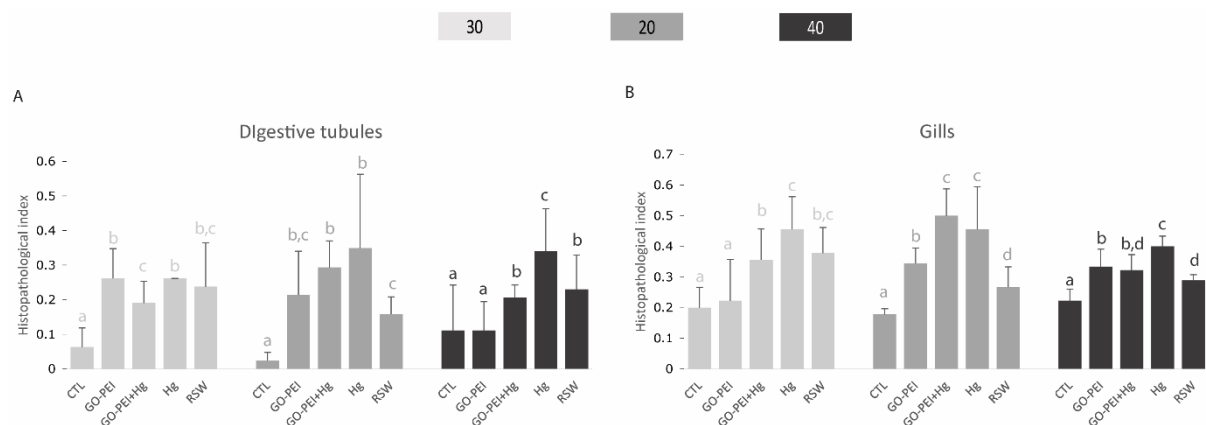 30 20 40
A
DIgestive tubules
Histopathological index
0.6
0.5
0.4
0.3
0.2
0.1
0
a b c b b,c
a b,c b b c
a a b c b
CTL GO-PEI GO-PEI+Hg Hg RSW
CTL GO-PEI GO-PEI+Hg Hg RSW
CTL GO-PEI GO-PEI+Hg Hg RSW
B
Gills
Histopathological index
0.7
0.6
0.5
0.4
0.3
0.2
0.1
0
a a b c b,c
a b c c d
a b b,d c d
CTL GO-PEI GO-PEI+Hg Hg RSW
CTL GO-PEI GO-PEI+Hg Hg RSW
CTL GO-PEI GO-PEI+Hg Hg RSW